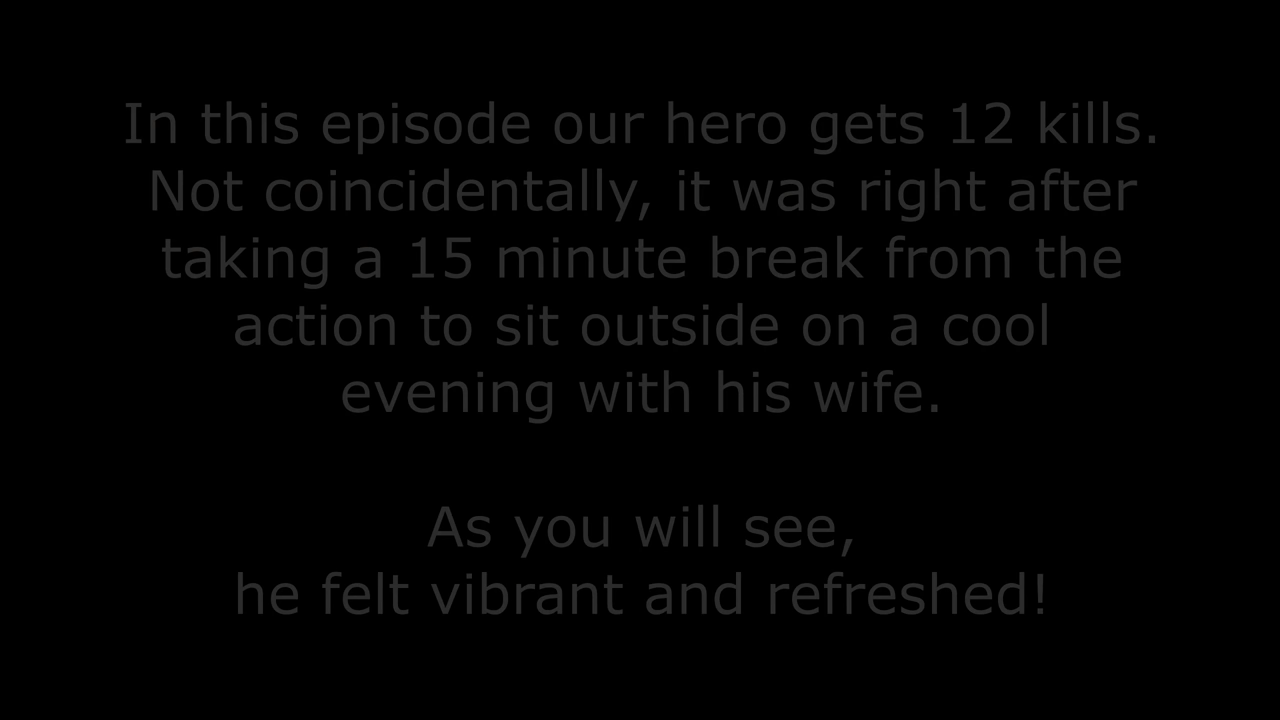 In this episode our hero gets 12 kills.
Not coincidentally, it was right after
taking a 15 minute break from the
action to sit outside on a cool
evening with his wife.
As you will see,
he felt vibrant and refreshed!